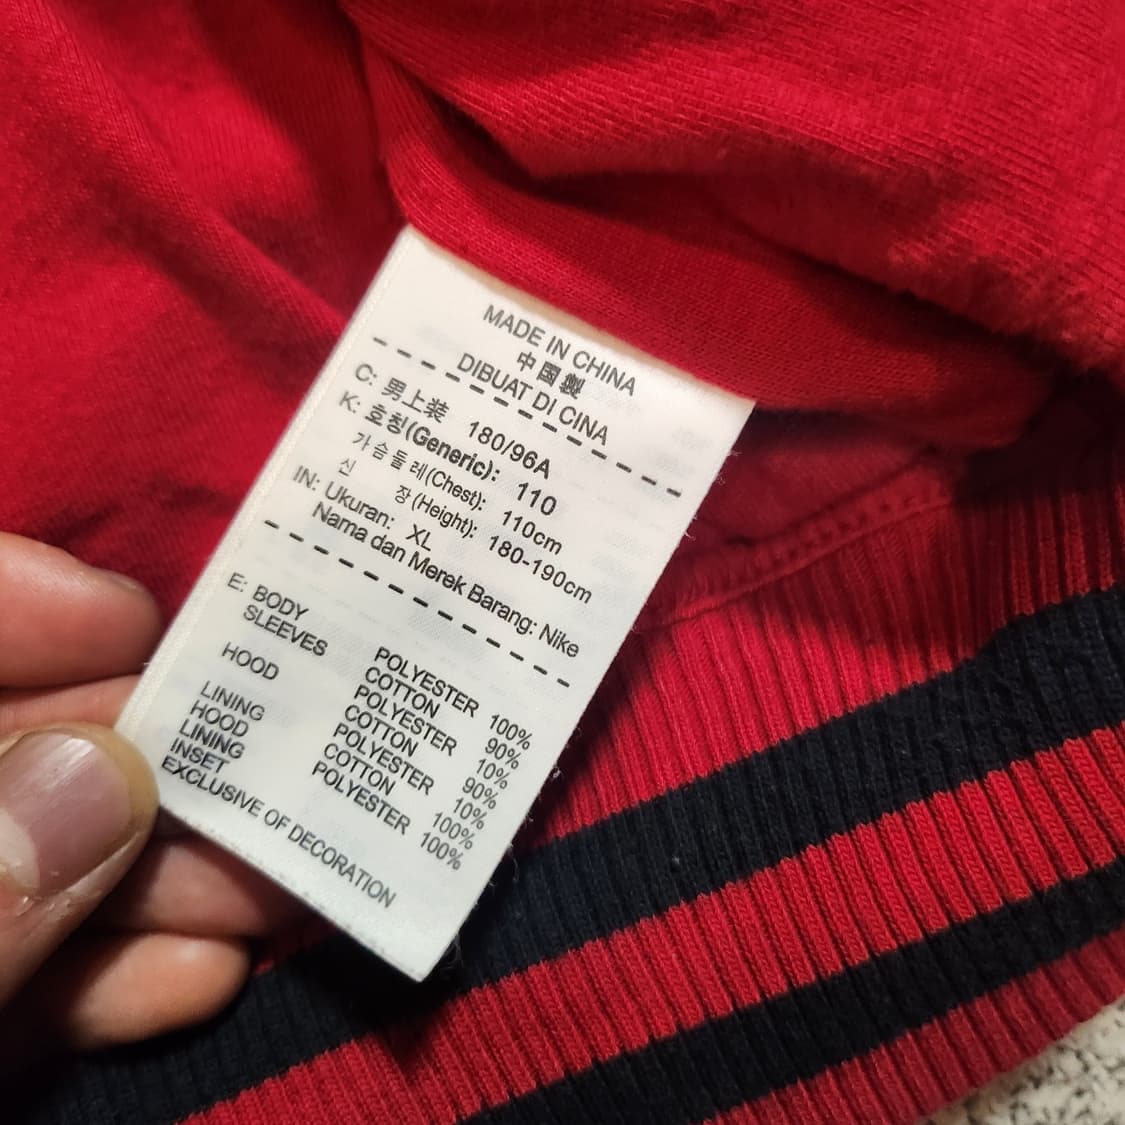 MADE IN CHINA
中國製
DIBUAT DI CINA
C: 男上装 180/96A
K: 호칭(Generic): 110
가슴둘레(Chest): 110cm
신 장(Height): 180-190cm
IN: Ukuran: XL
Nama dan Merek Barang: Nike
E: BODY POLYESTER 100%
SLEEVES COTTON 90%
POLYESTER 10%
HOOD COTTON 90%
POLYESTER 10%
LINING COTTON 100%
HOOD
LINING POLYESTER 100%
INSET
EXCLUSIVE OF DECORATION